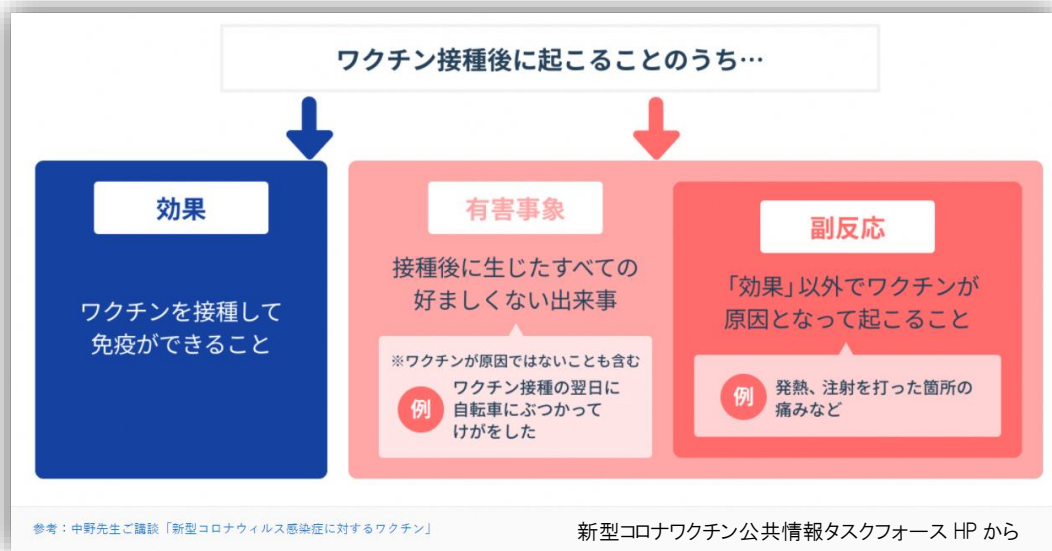 ワクチン接種後に起こることのうち…
効果
ワクチンを接種して
免疫ができること
有害事象
接種後に生じたすべての
好ましくない出来事
※ワクチンが原因ではないことも含む
例
ワクチン接種の翌日に
自転車にぶつかって
けがをした
副反応
「効果」以外でワクチンが
原因となって起こること
例
発熱、注射を打った箇所の
痛みなど
参考：中野先生ご講談「新型コロナウィルス感染症に対するワクチン」
新型コロナワクチン公共情報タスクフォース HP から